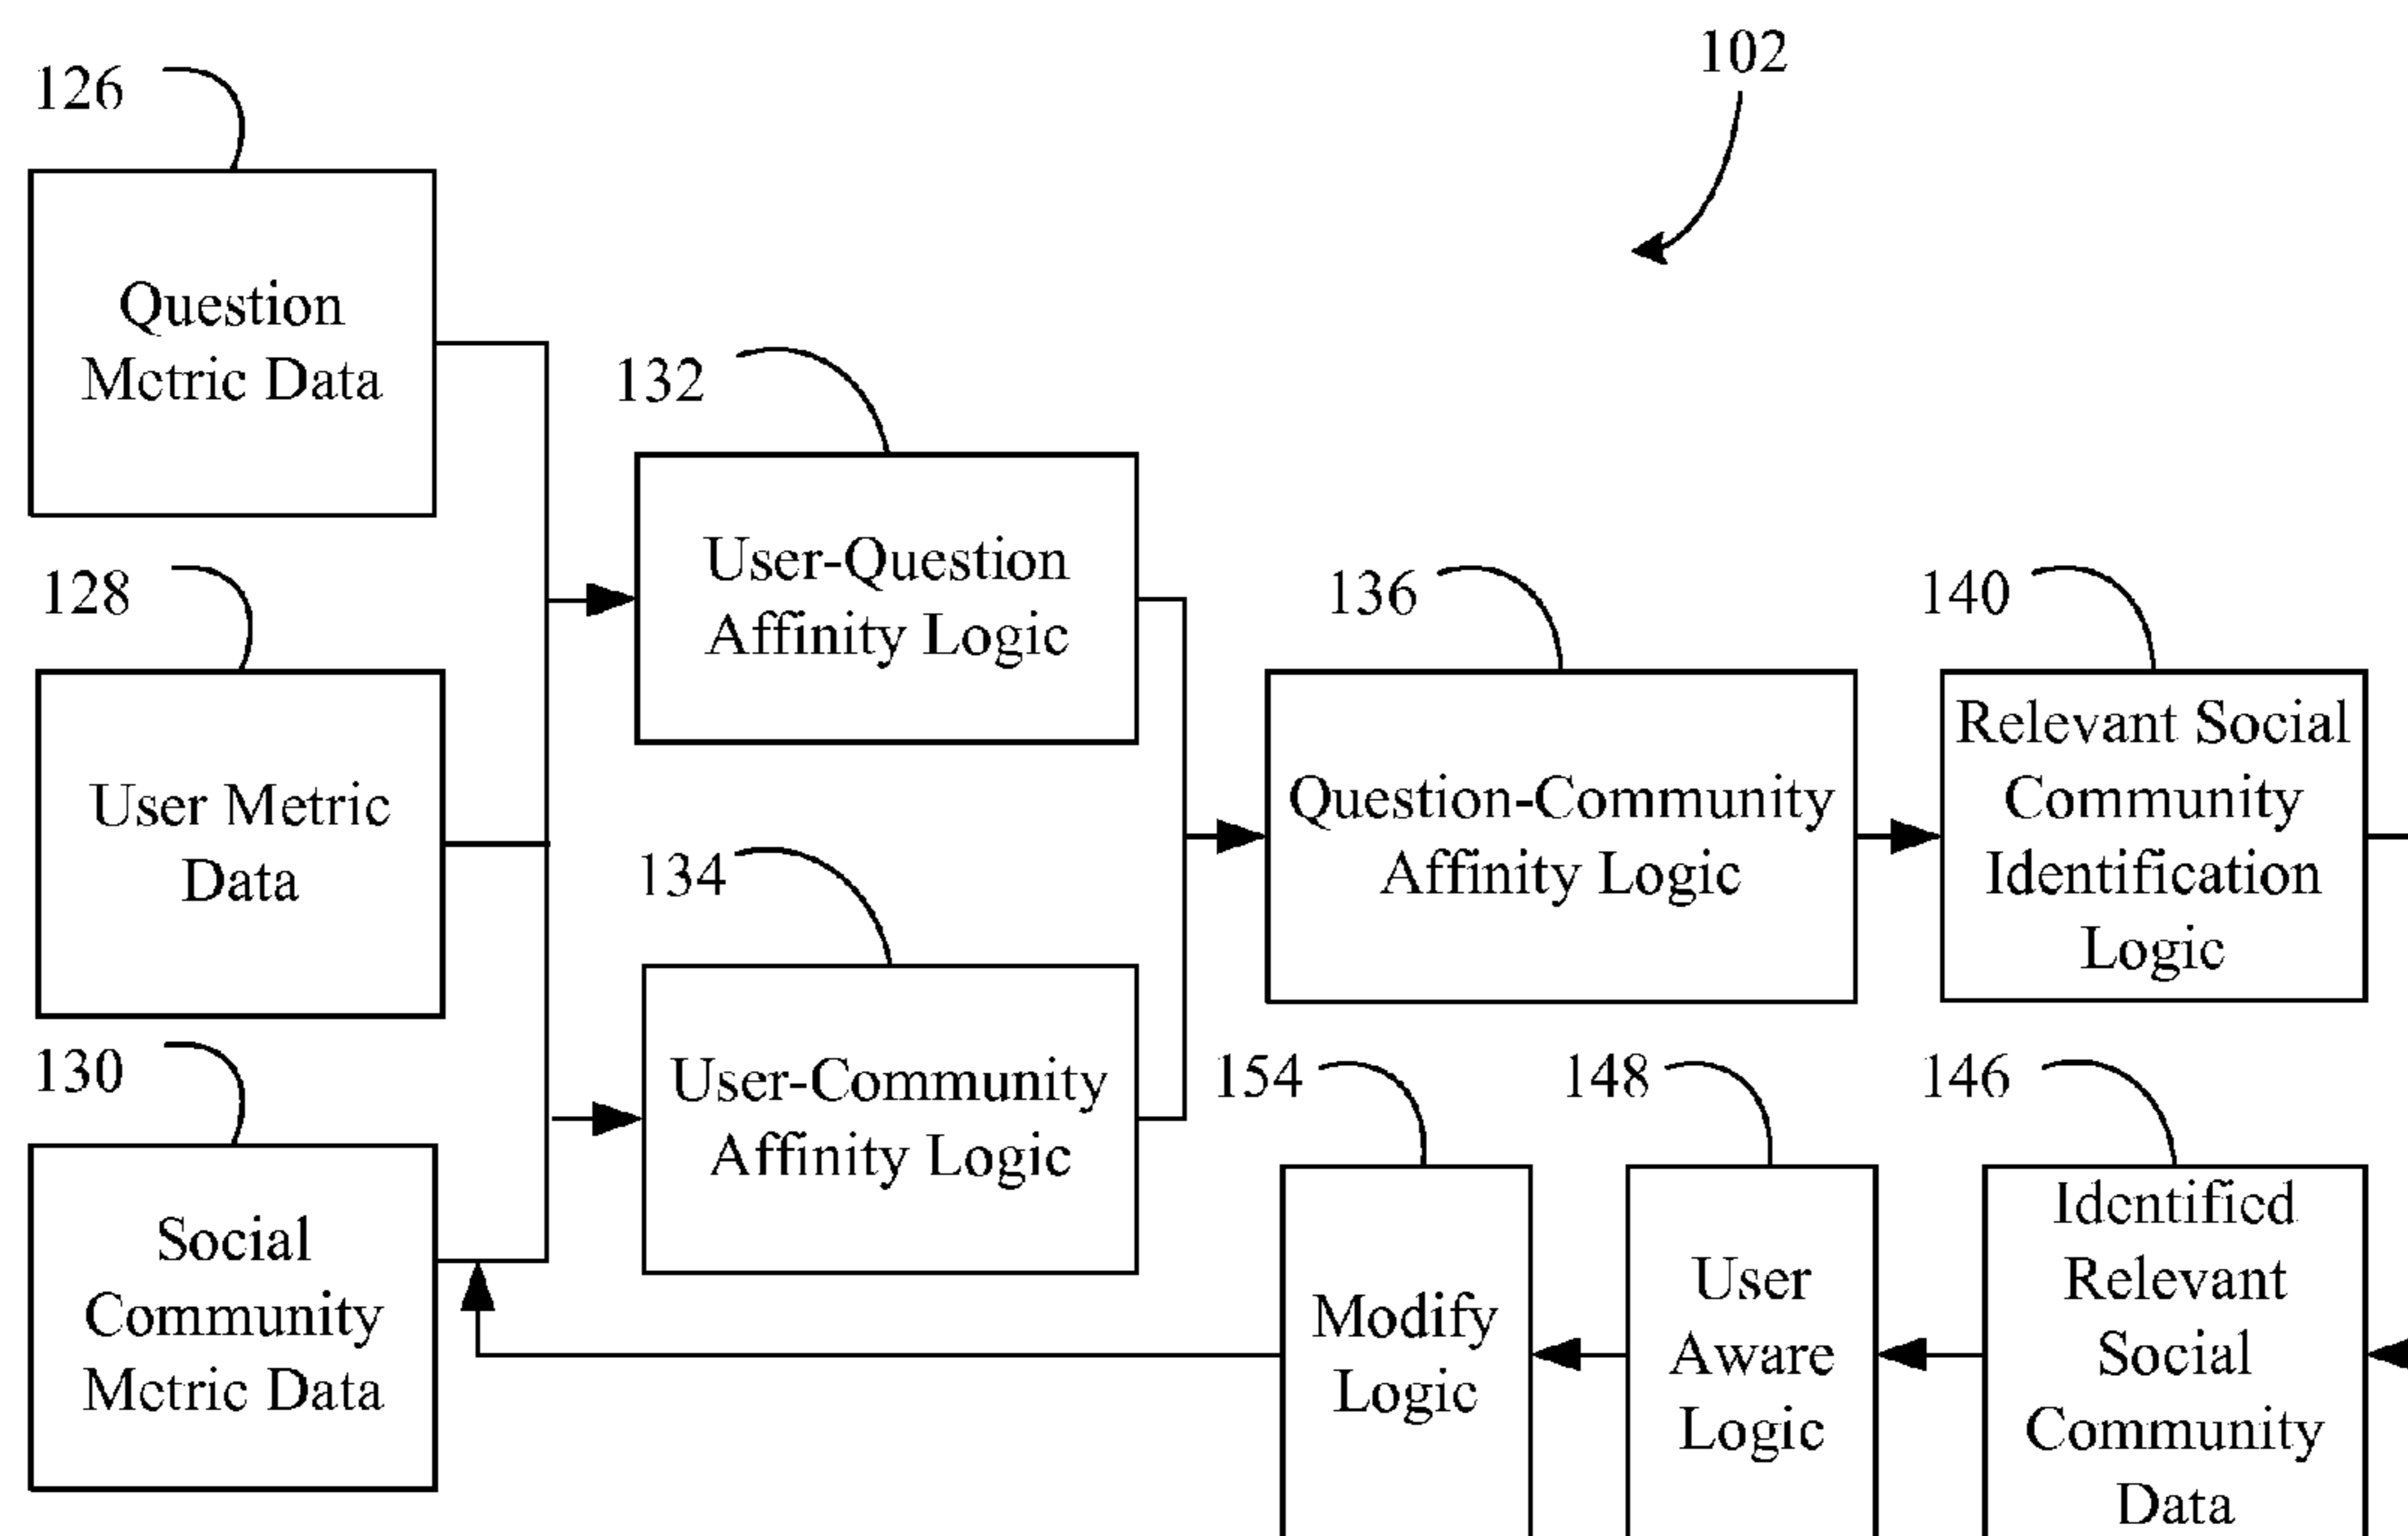 102
126
Question
Metric Data
132
User-Question
Affinity Logic
128
User Metric
Data
136
Question-Community
Affinity Logic
140
Relevant Social
Community
Identification
Logic
134
User-Community
Affinity Logic
130
Social
Community
Metric Data
154
Modify
Logic
148
User
Aware
Logic
146
Identified
Relevant
Social
Community
Data